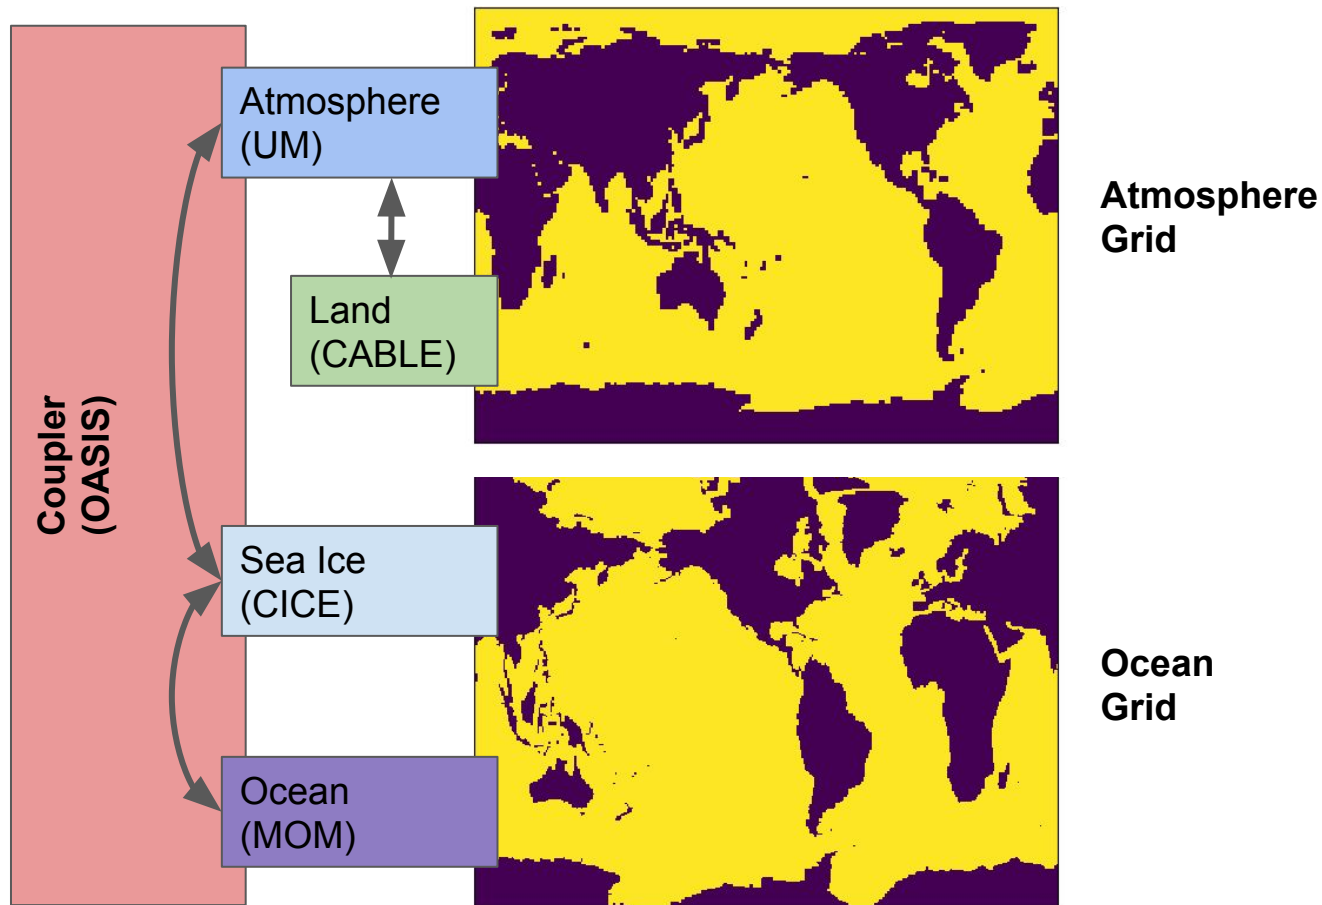 Coupler
(OASIS)
Atmosphere
(UM)
Land
(CABLE)
Sea Ice
(CICE)
Ocean
(MOM)
Atmosphere
Grid
Ocean
Grid